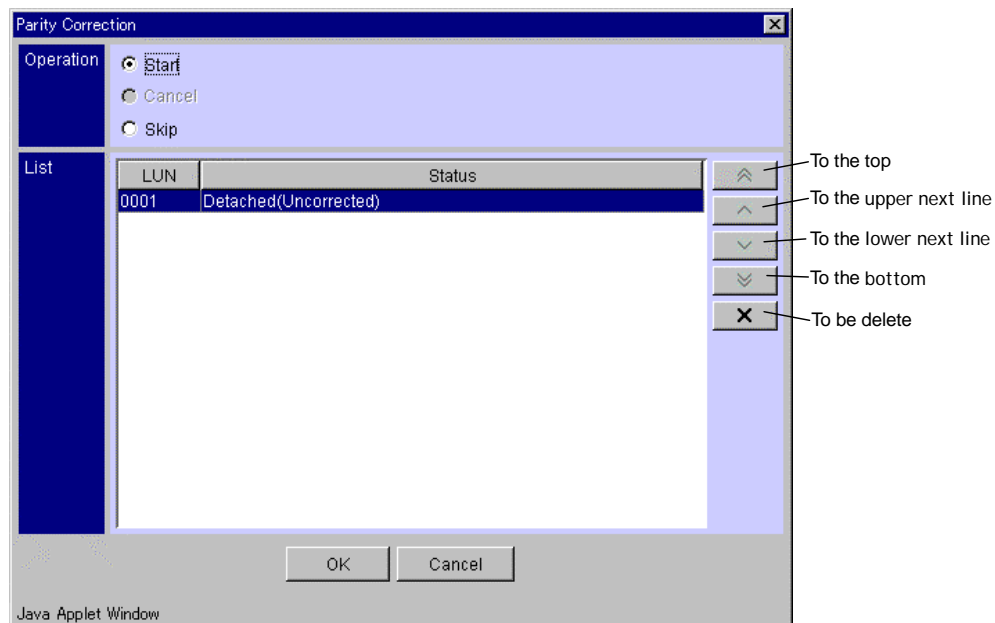 Parity Correction
Operation
Start
Cancel
Skip
List
LUN Status
0001 Detached(Uncorrected)
To the top
To the upper next line
To the lower next line
To the bottom
To be delete
OK Cancel
Java Applet Window